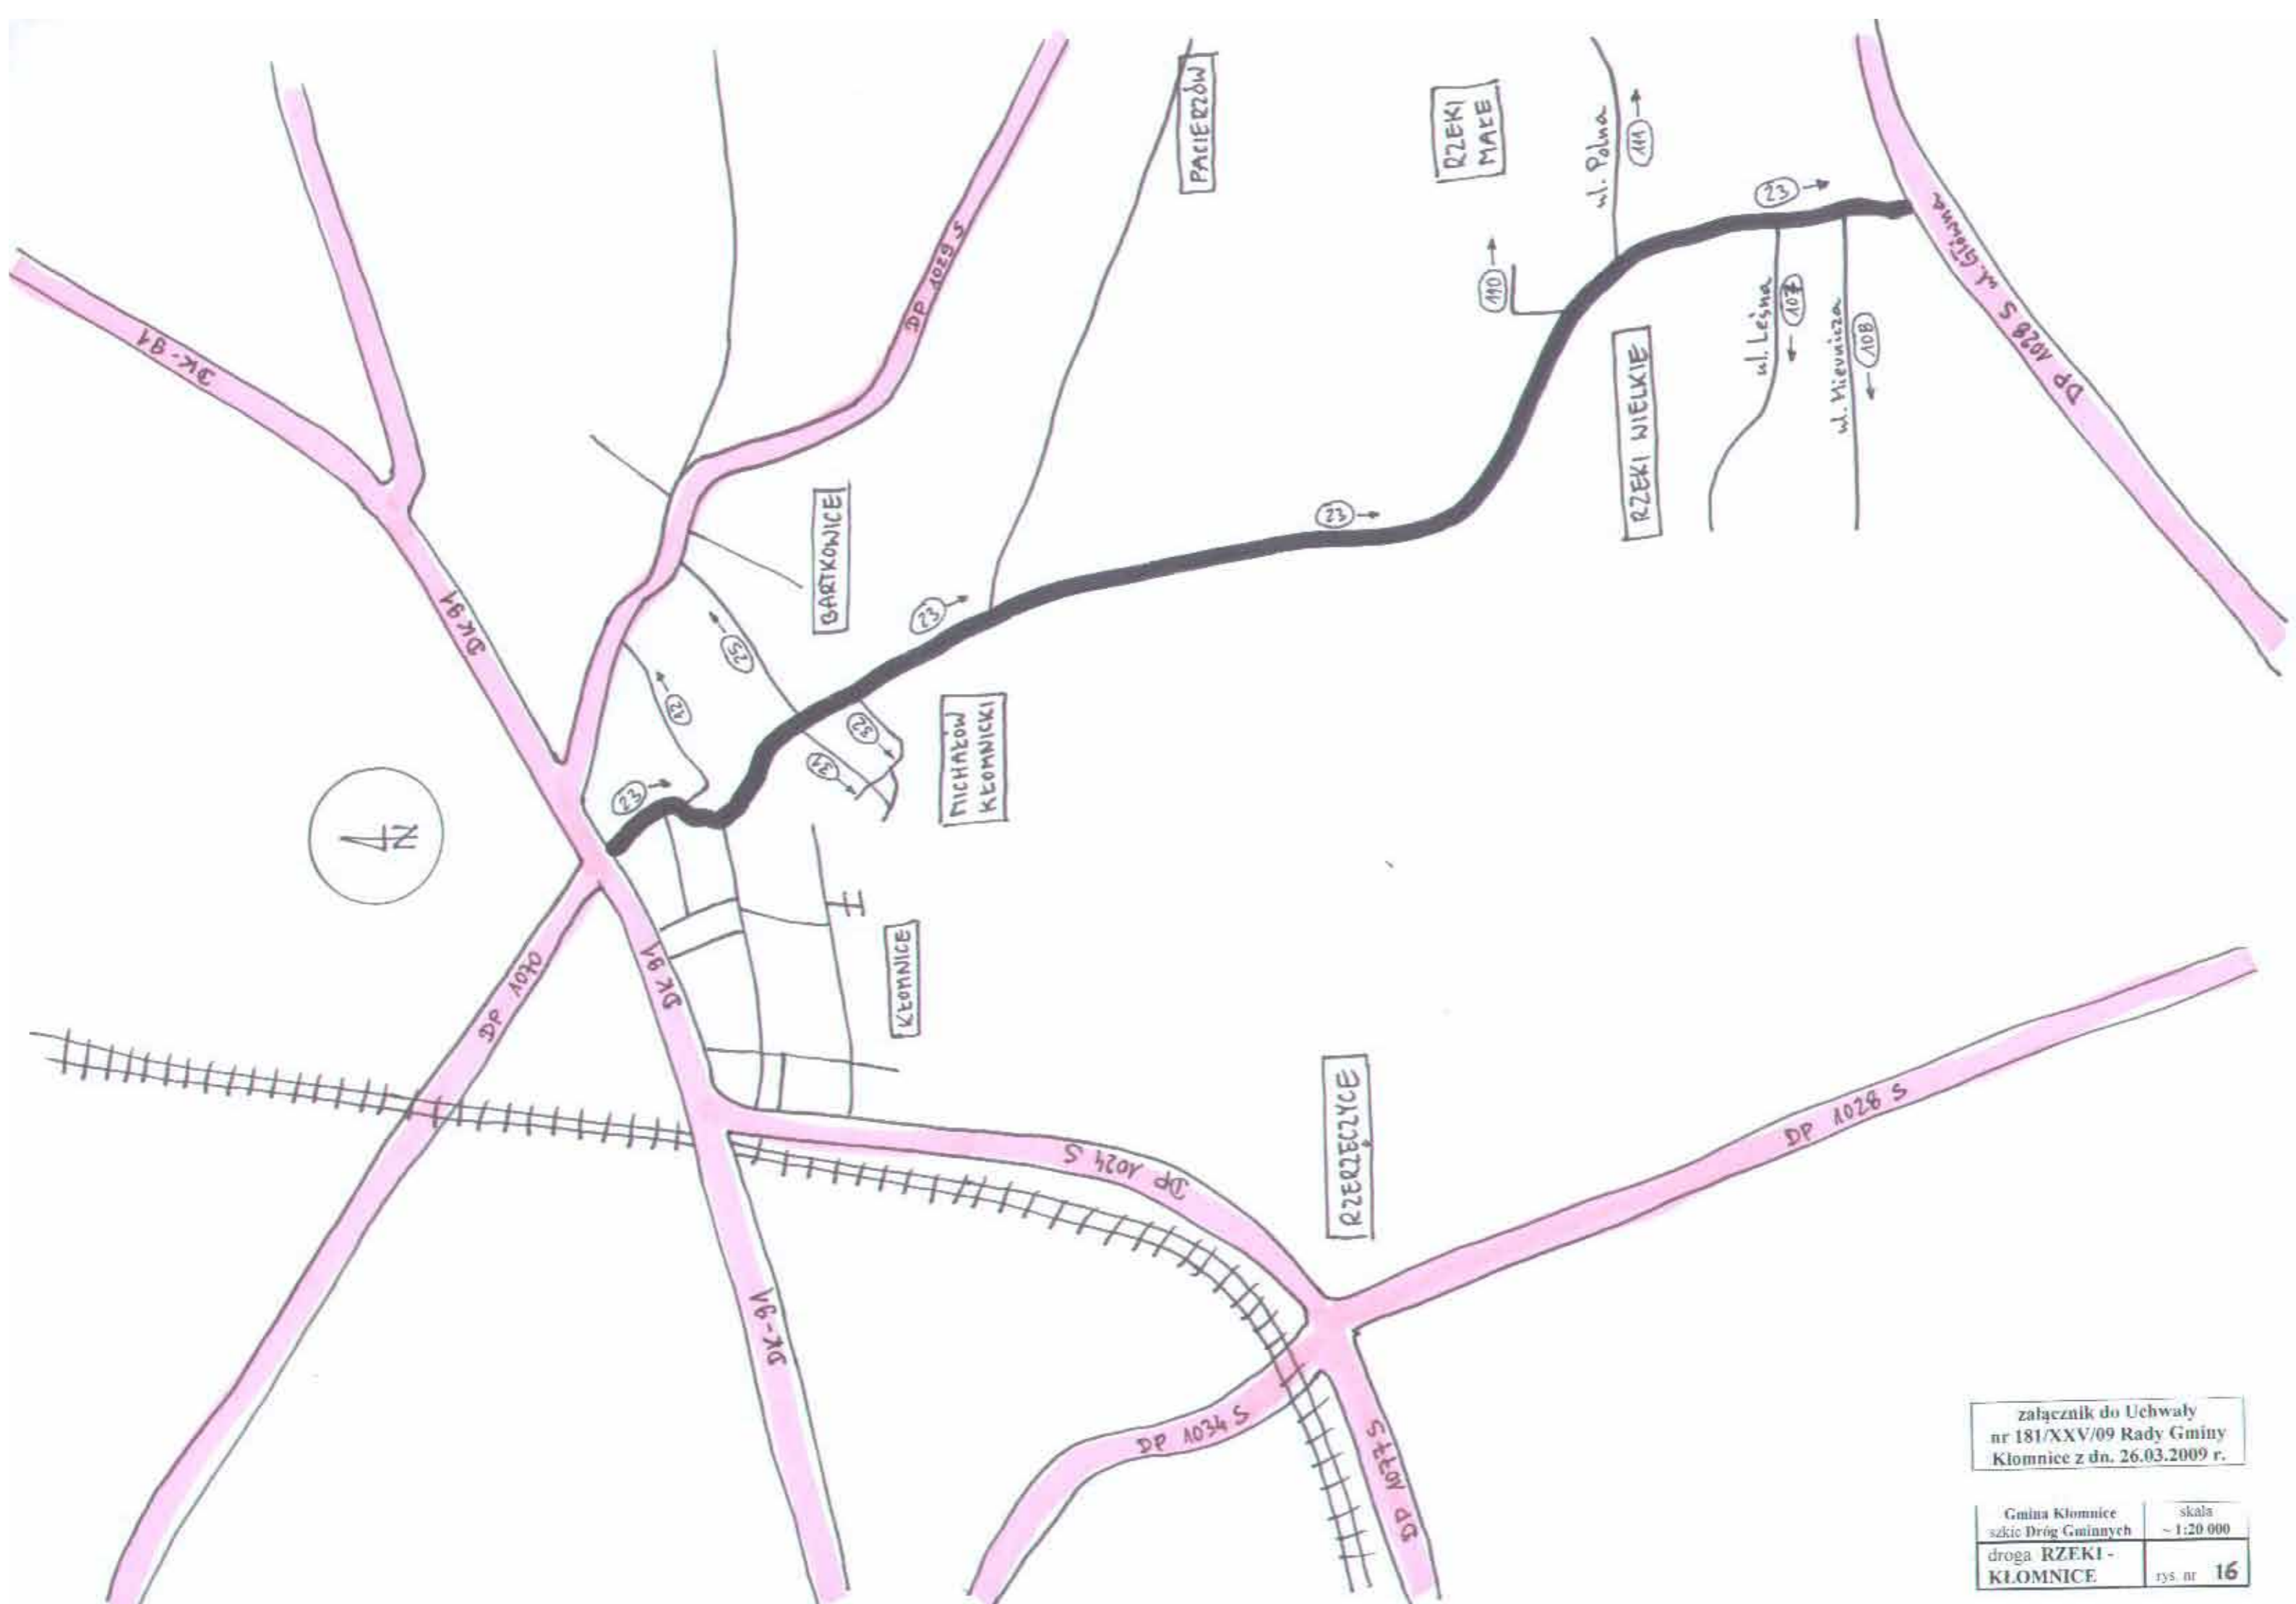 PACIERZÓW
RZEKI
MAŁE
ul. Polna
111
23
110
DP 1029 S
DK-91
ul. Leśna
107
ul. Główna
DP 1028 S
108
RZEKI WIELKIE
BARTKOWICE
23
DK 91
25
23
12
32
31
MICHAŁÓW
KŁOMNICKI
23
N
KŁOMNICE
DK 91
DP 1070
DP 1024 S
RZERZĘCZYCE
DP 1028 S
DK-91
DP 1034 S
DP 1077 S
załącznik do Uchwały
nr 181/XXV/09 Rady Gminy
Kłomnice z dn. 26.03.2009 r.
Gmina Kłomnice
szkic Dróg Gminnych
skala
~ 1:20 000
droga RZEKI -
KŁOMNICE
rys. nr 16